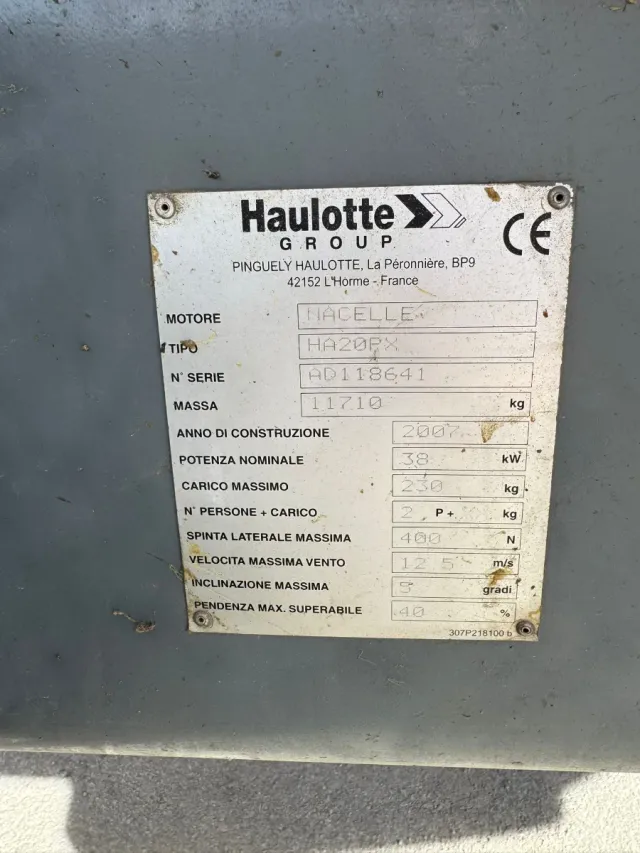 Haulotte
GROUP
CE
PINGUELY HAULOTTE, La Péronnière, BP9
42152 L'Horme - France
MOTORE NACELLE
TIPO HA20PX
N° SERIE AD118641
MASSA 11710 kg
ANNO DI COSTRUZIONE 2007
POTENZA NOMINALE 38 kW
CARICO MASSIMO 230 kg
N° PERSONE + CARICO 2 P + kg
SPINTA LATERALE MASSIMA 400 N
VELOCITA MASSIMA VENTO 12 5 m/s
INCLINAZIONE MASSIMA 5 gradi
PENDENZA MAX. SUPERABILE 40 %
307P218100 b